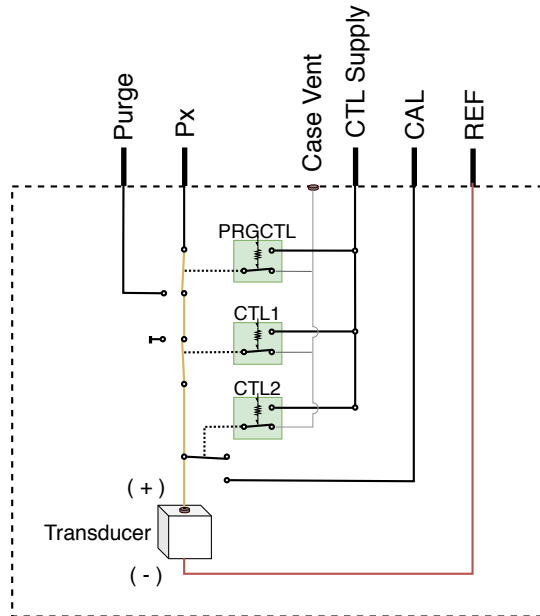 Purge
Px
Case Vent
CTL Supply
CAL
REF
PRGCTL
CTL1
CTL2
( + )
Transducer
( - )